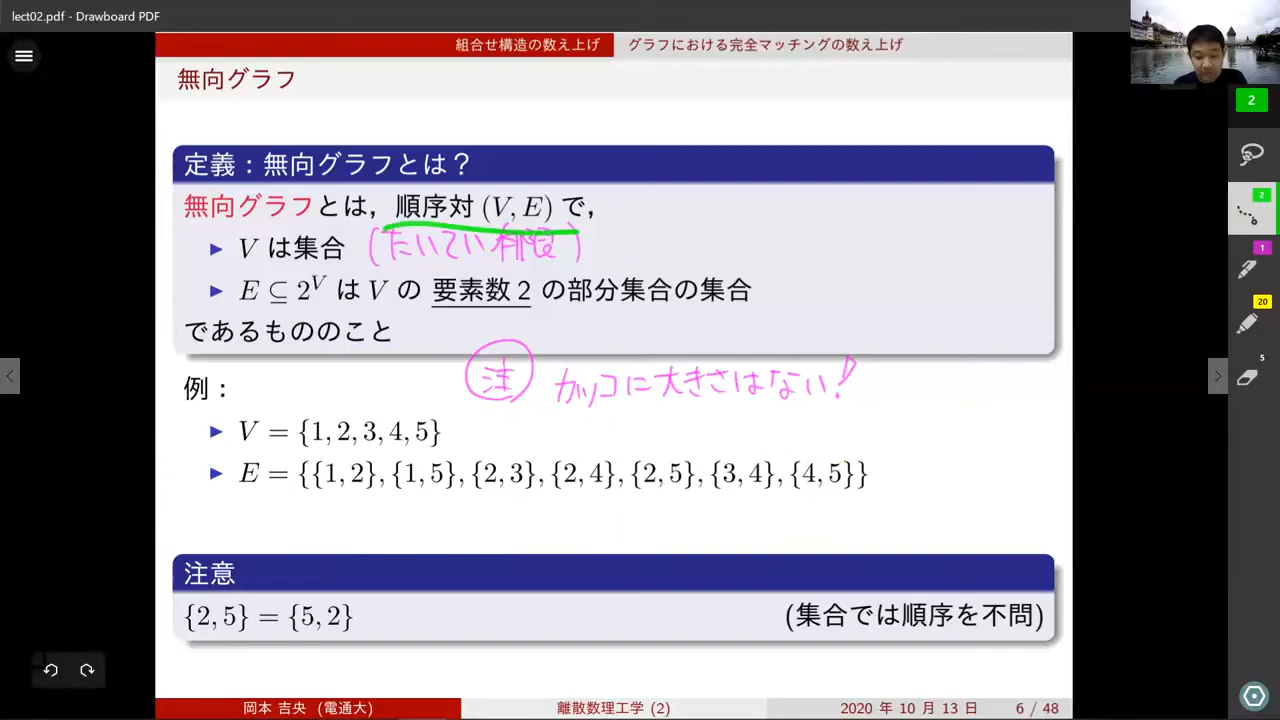 lect02.pdf - Drawboard PDF
組合せ構造の数え上げ グラフにおける完全マッチングの数え上げ
無向グラフ
定義：無向グラフとは？
無向グラフとは，順序対 (V, E) で，
▶ V は集合 (たいてい有限)
▶ E ⊆ 2^V は V の 要素数 2 の部分集合の集合
であるもののこと
注 カッコに大きさはない!
例：
▶ V = {1, 2, 3, 4, 5}
▶ E = {{1, 2}, {1, 5}, {2, 3}, {2, 4}, {2, 5}, {3, 4}, {4, 5}}
注意
{2, 5} = {5, 2} (集合では順序を不問)
岡本 吉央 (電通大) 離散数理工学 (2) 2020 年 10 月 13 日 6 / 48
2
2
1
20
5